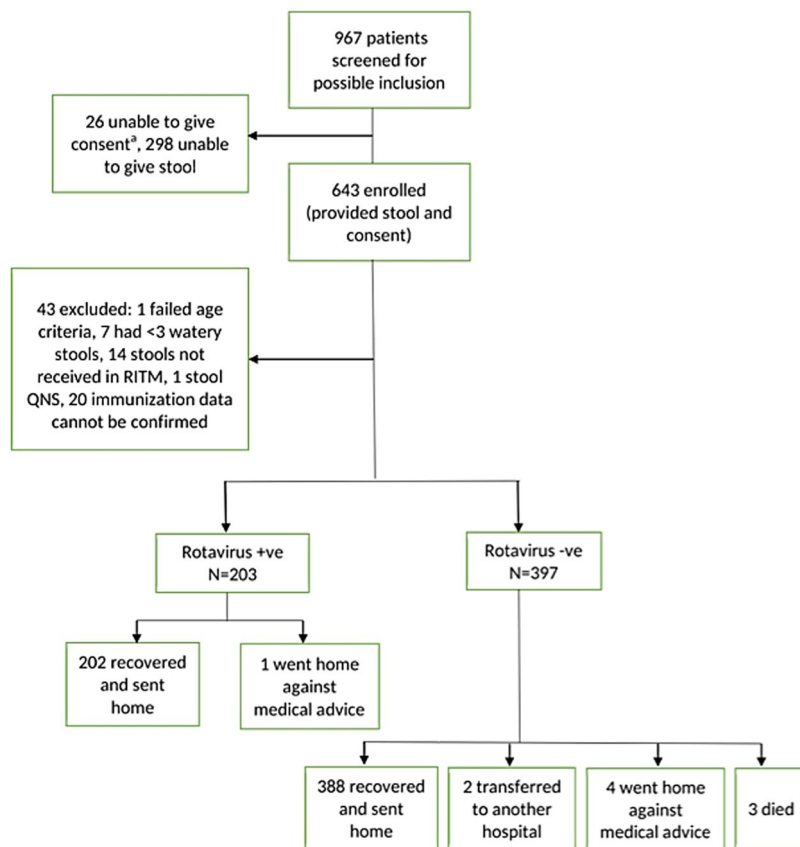 967 patients
screened for
possible inclusion
26 unable to give
consentᵃ, 298 unable
to give stool
643 enrolled
(provided stool and
consent)
43 excluded: 1 failed age
criteria, 7 had <3 watery
stools, 14 stools not
received in RITM, 1 stool
QNS, 20 immunization data
cannot be confirmed
Rotavirus +ve
N=203
Rotavirus -ve
N=397
202 recovered
and sent
home
1 went home
against
medical advice
388 recovered
and sent
home
2 transferred
to another
hospital
4 went home
against
medical advice
3 died